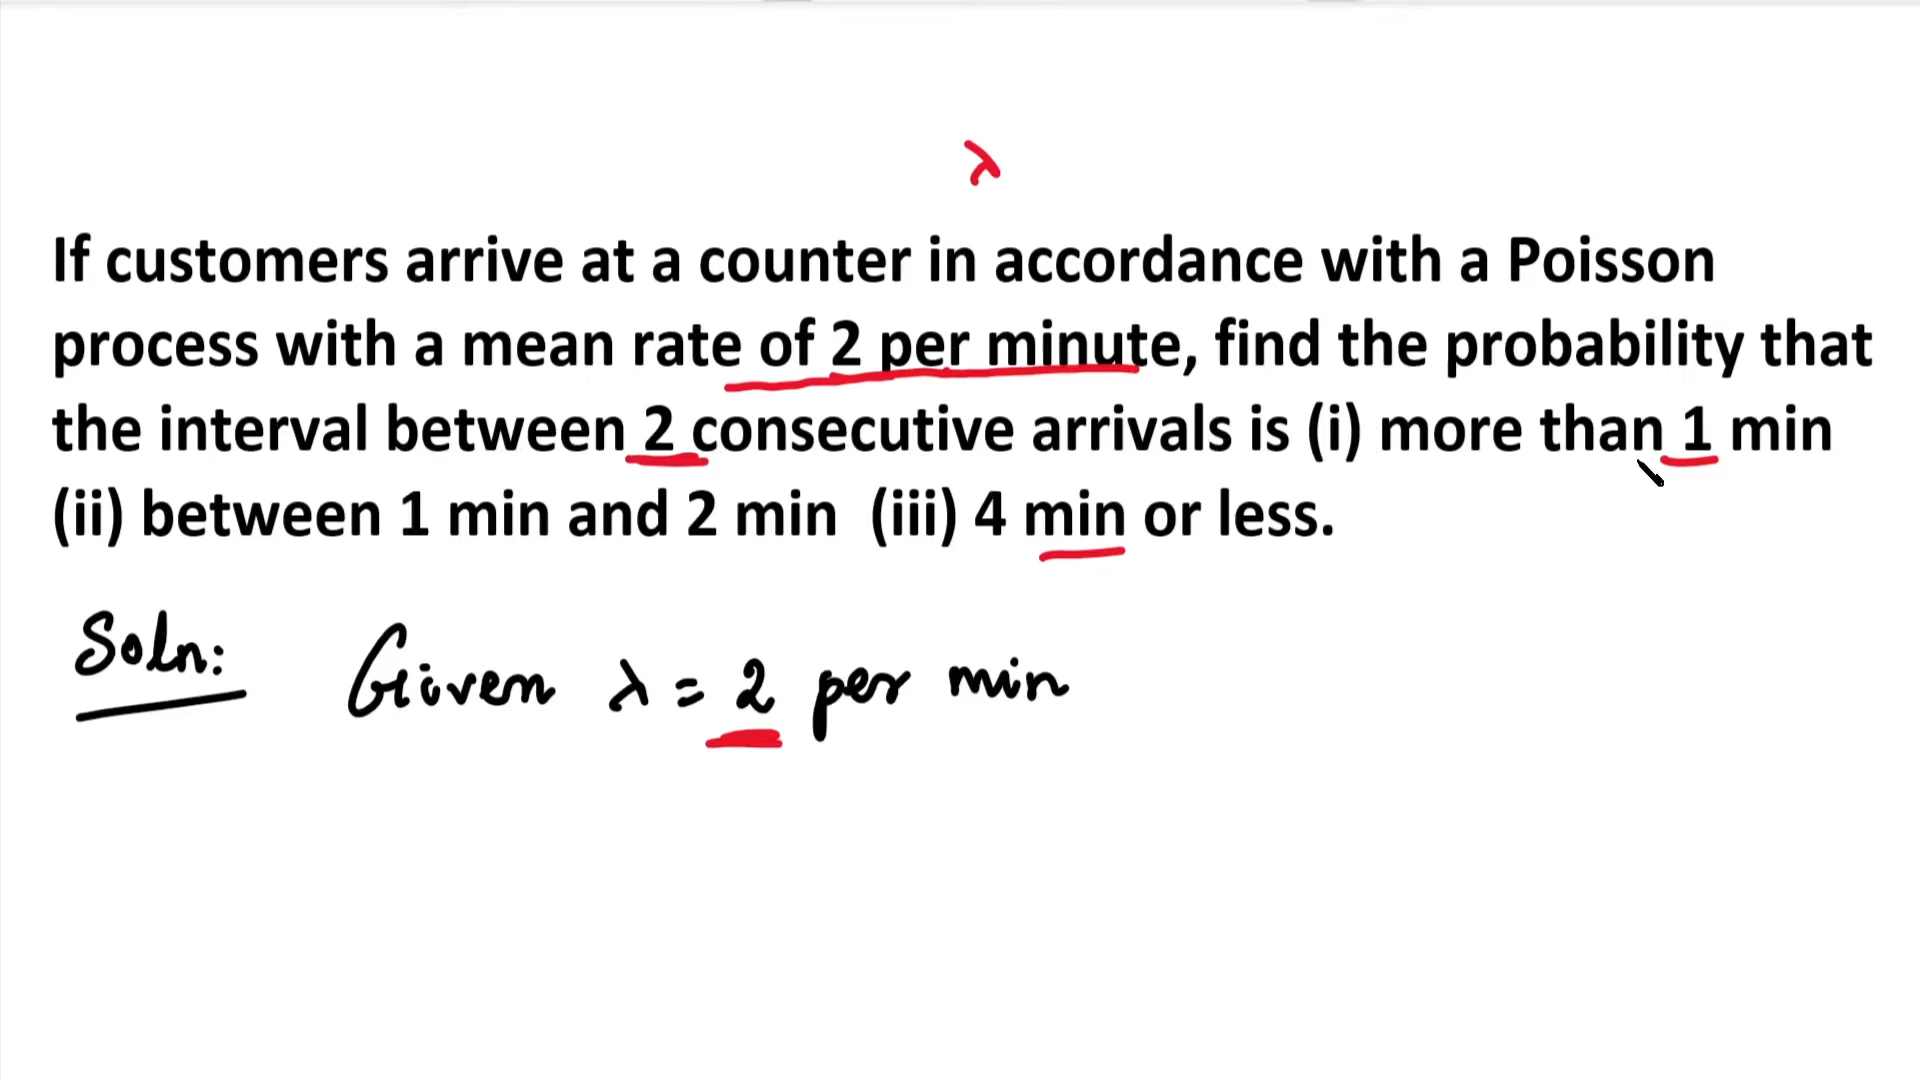 λ
If customers arrive at a counter in accordance with a Poisson
process with a mean rate of 2 per minute, find the probability that
the interval between 2 consecutive arrivals is (i) more than 1 min
(ii) between 1 min and 2 min (iii) 4 min or less.
Soln: Given λ = 2 per min